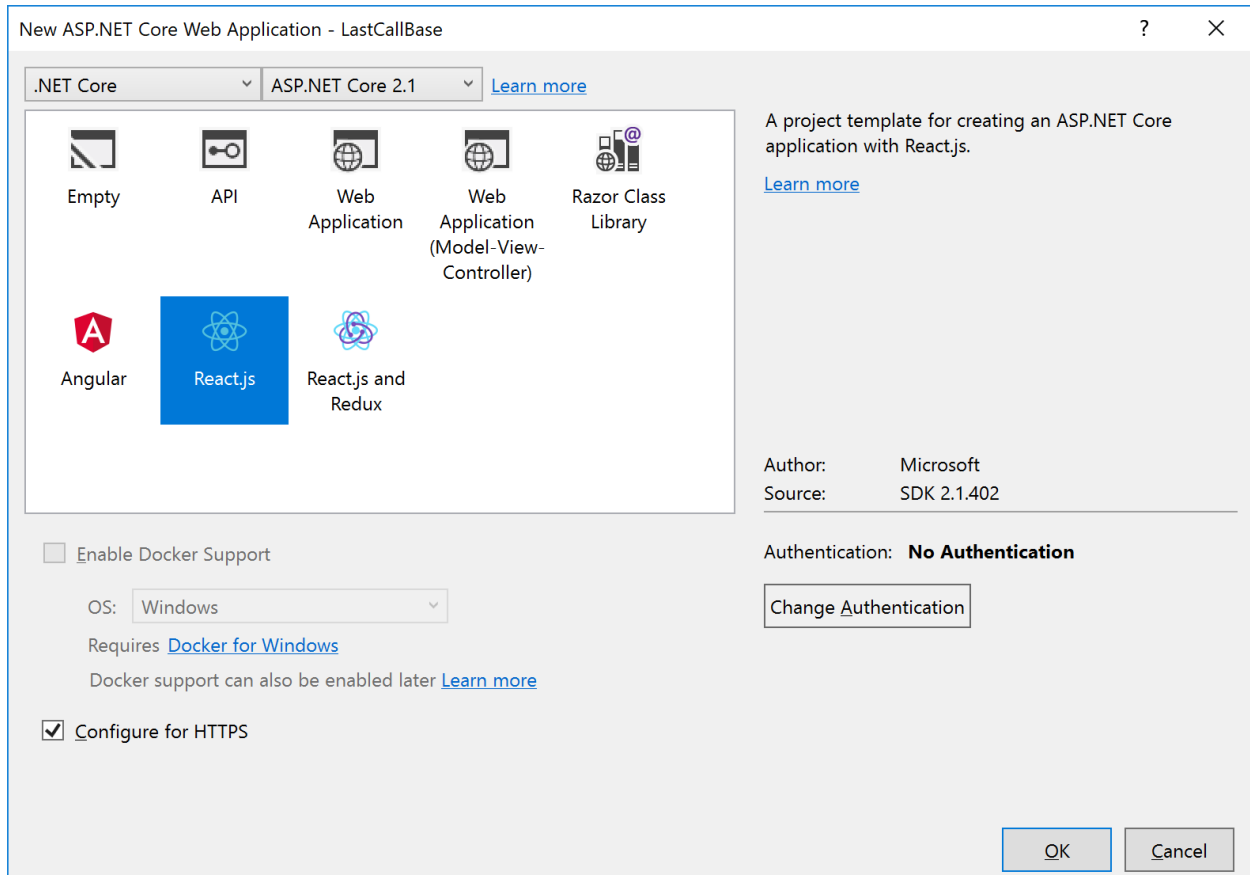 New ASP.NET Core Web Application - LastCallBase
?
.NET Core
ASP.NET Core 2.1
Learn more
Empty
API
Web
Application
Web
Application
(Model-View-
Controller)
Razor Class
Library
Angular
React.js
React.js and
Redux
A project template for creating an ASP.NET Core
application with React.js.
Learn more
Author: Microsoft
Source: SDK 2.1.402
Authentication: No Authentication
Change Authentication
Enable Docker Support
OS: Windows
Requires Docker for Windows
Docker support can also be enabled later Learn more
Configure for HTTPS
OK
Cancel